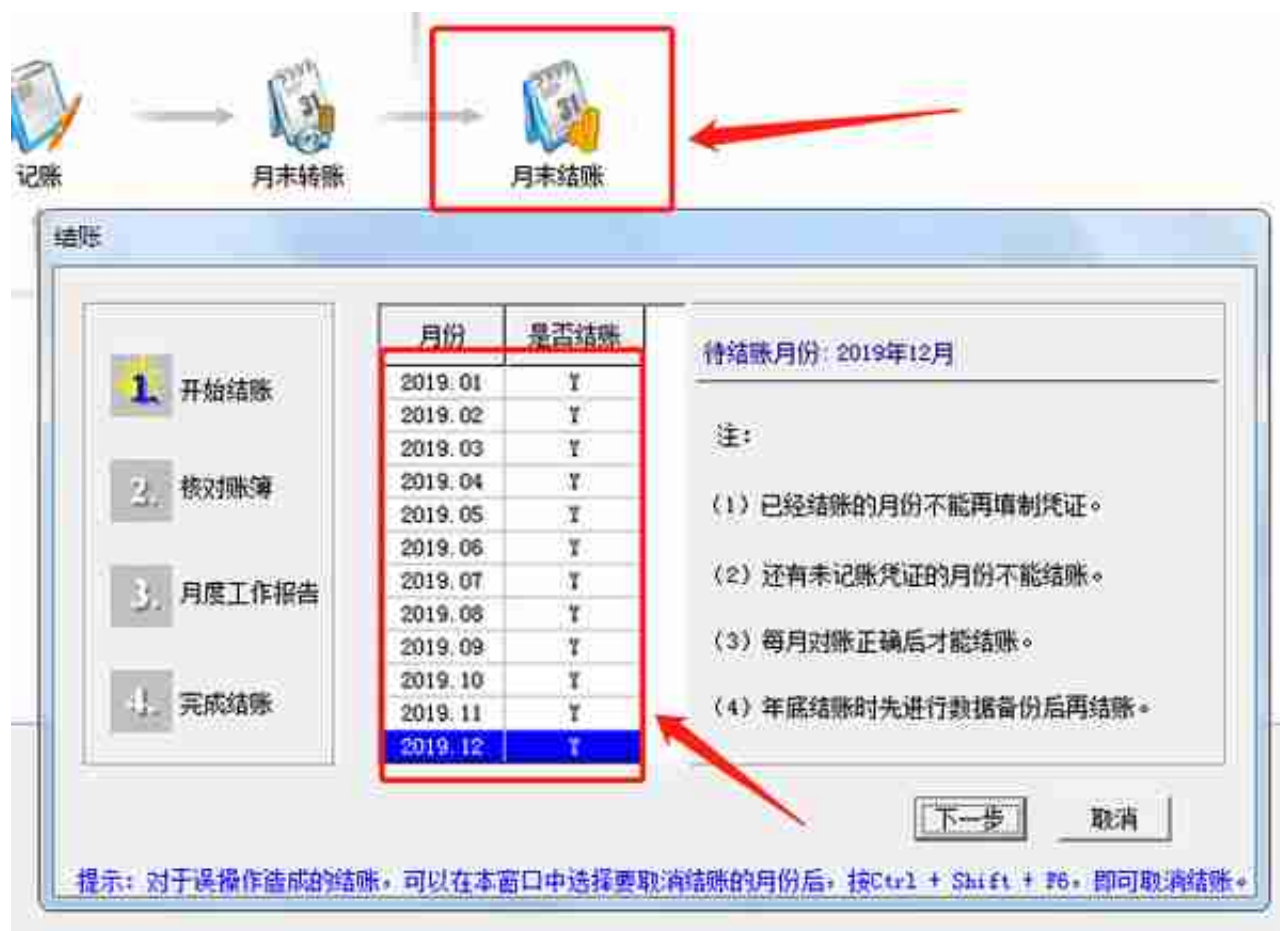 记账
月末转账
月末结账
结账
1. 开始结账
2. 核对账簿
3. 月度工作报告
4. 完成结账
月份 是否结账
2019.01 Y
2019.02 Y
2019.03 Y
2019.04 Y
2019.05 Y
2019.06 Y
2019.07 Y
2019.08 Y
2019.09 Y
2019.10 Y
2019.11 Y
2019.12 Y
待结账月份: 2019年12月
注:
(1) 已经结账的月份不能再填制凭证。
(2) 还有未记账凭证的月份不能结账。
(3) 每月对账正确后才能结账。
(4) 年底结账时先进行数据备份后再结账。
下一步 取消
提示: 对于误操作造成的结账,可以在本窗口中选择要取消结账的月份后,按Ctrl + Shift + F6,即可取消结账。